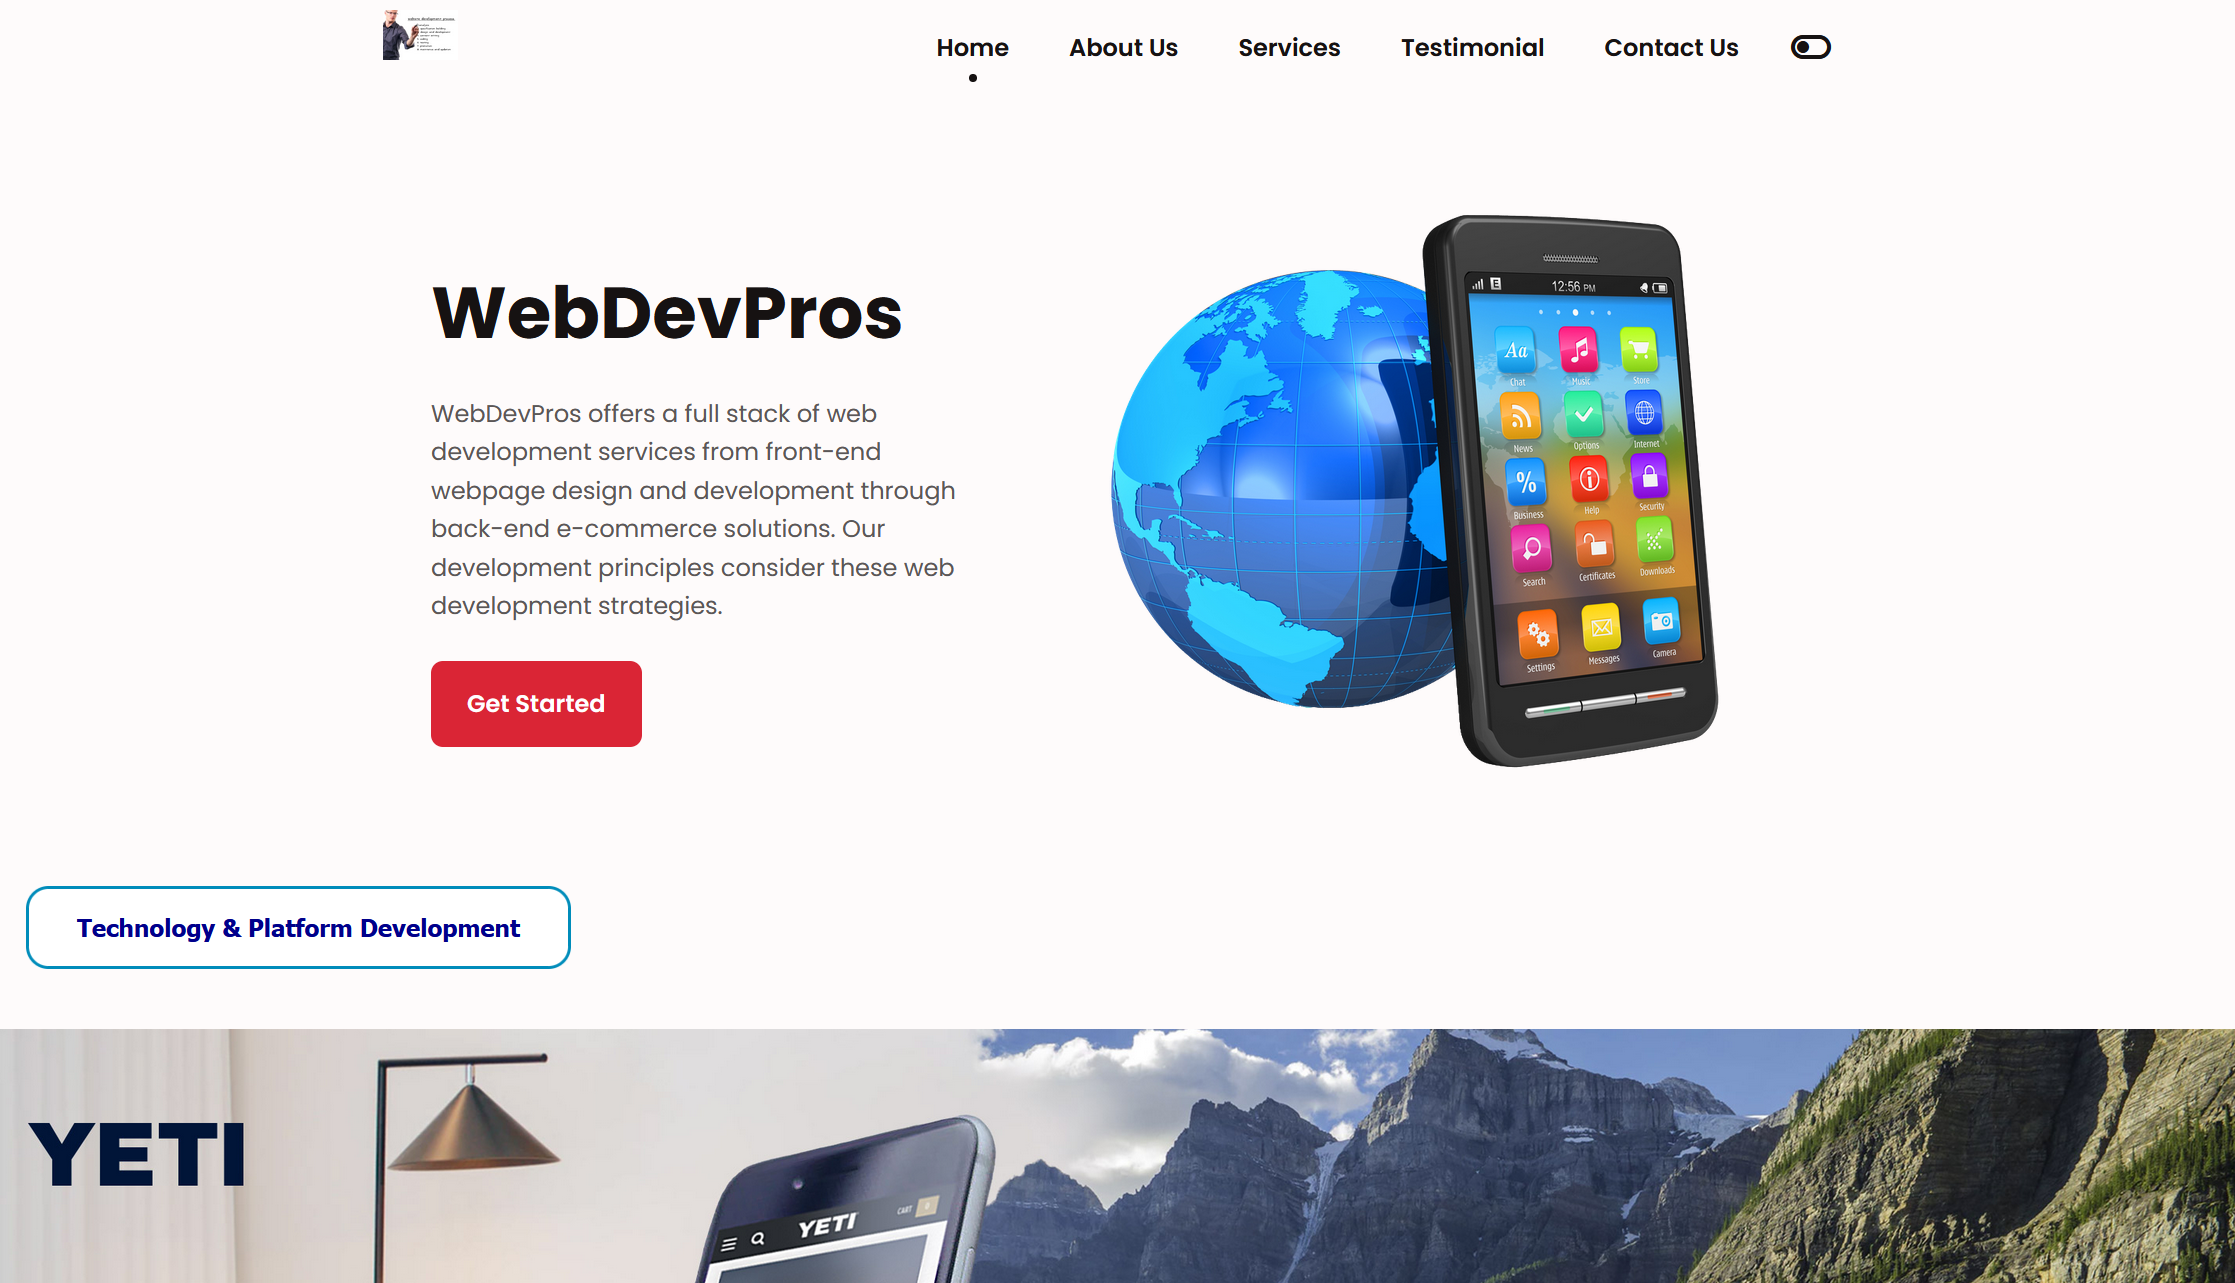 Home
About Us
Services
Testimonial
Contact Us
WebDevPros
WebDevPros offers a full stack of web
development services from front-end
webpage design and development through
back-end e-commerce solutions. Our
development principles consider these web
development strategies.
Get Started
E
12:56 PM
Aa
Chat
Music
Store
News
Options
Internet
%
Business
Help
Security
Search
Certificates
Downloads
Settings
Messages
Camera
Technology & Platform Development
YETI
YETI
CART
0